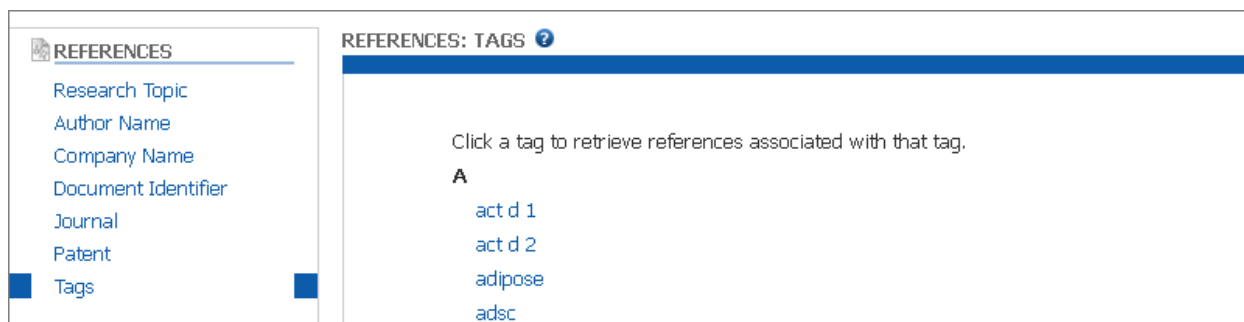 REFERENCES
Research Topic
Author Name
Company Name
Document Identifier
Journal
Patent
Tags
REFERENCES: TAGS ?
Click a tag to retrieve references associated with that tag.
A
act d 1
act d 2
adipose
adsc